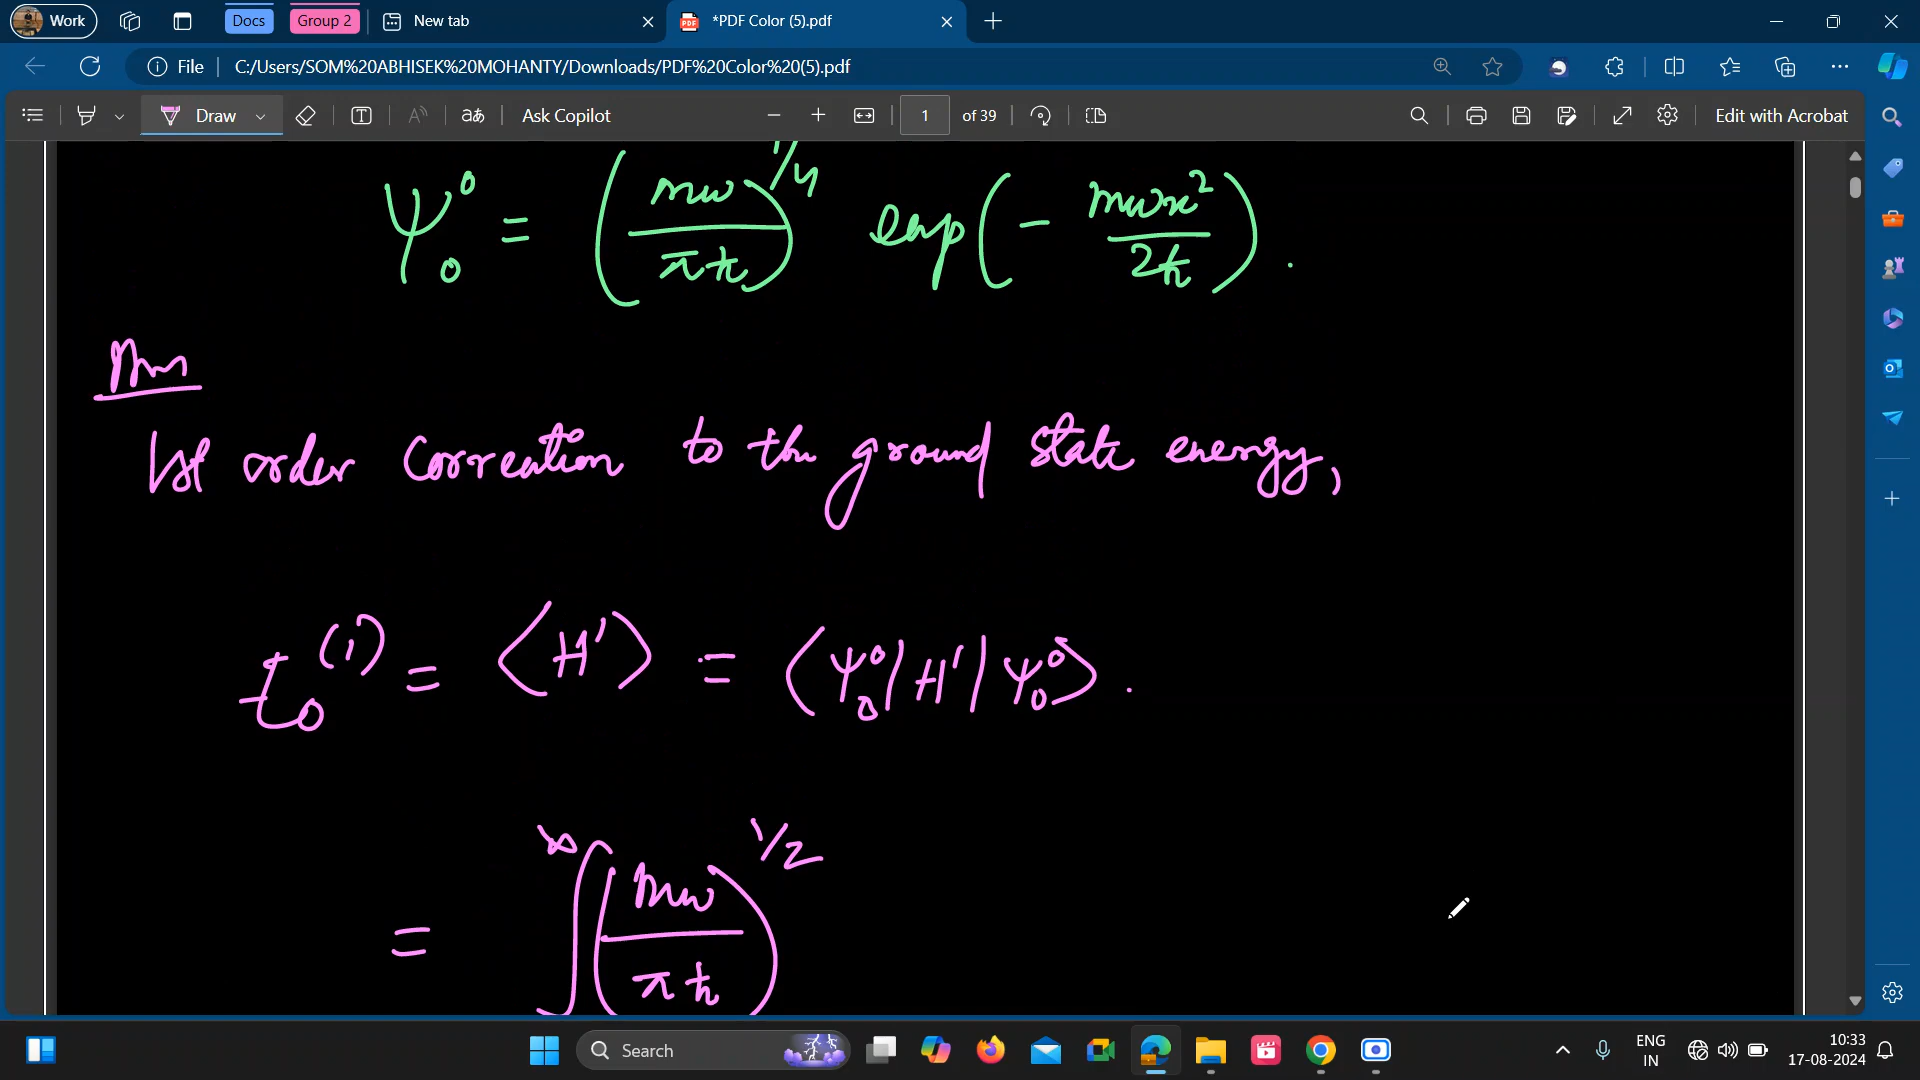 Work
Docs
Group 2
New tab
*PDF Color (5).pdf
File
C:/Users/SOM%20ABHISEK%20MOHANTY/Downloads/PDF%20Color%20(5).pdf
Draw
aあ
Ask Copilot
1 of 39
Edit with Acrobat
ψ₀⁰ = (mω/πħ)^1/4 exp(- mωx²/2ħ).
Ans
1st order correation to the ground state energy,
E₀^(1) = ⟨H'⟩ = ⟨ψ₀⁰|H'|ψ₀⁰⟩.
= ∫^∞ (mω/πħ)^1/2
Search
ENG
IN
10:33
17-08-2024